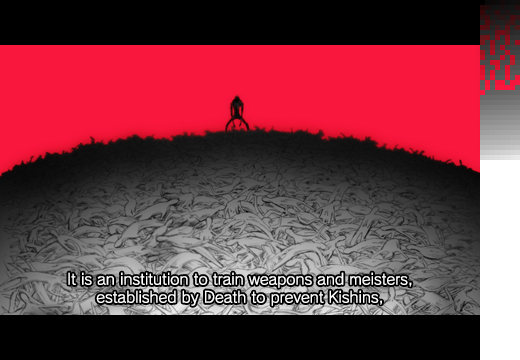 It is an institution to train weapons and meisters,
established by Death to prevent Kishins,